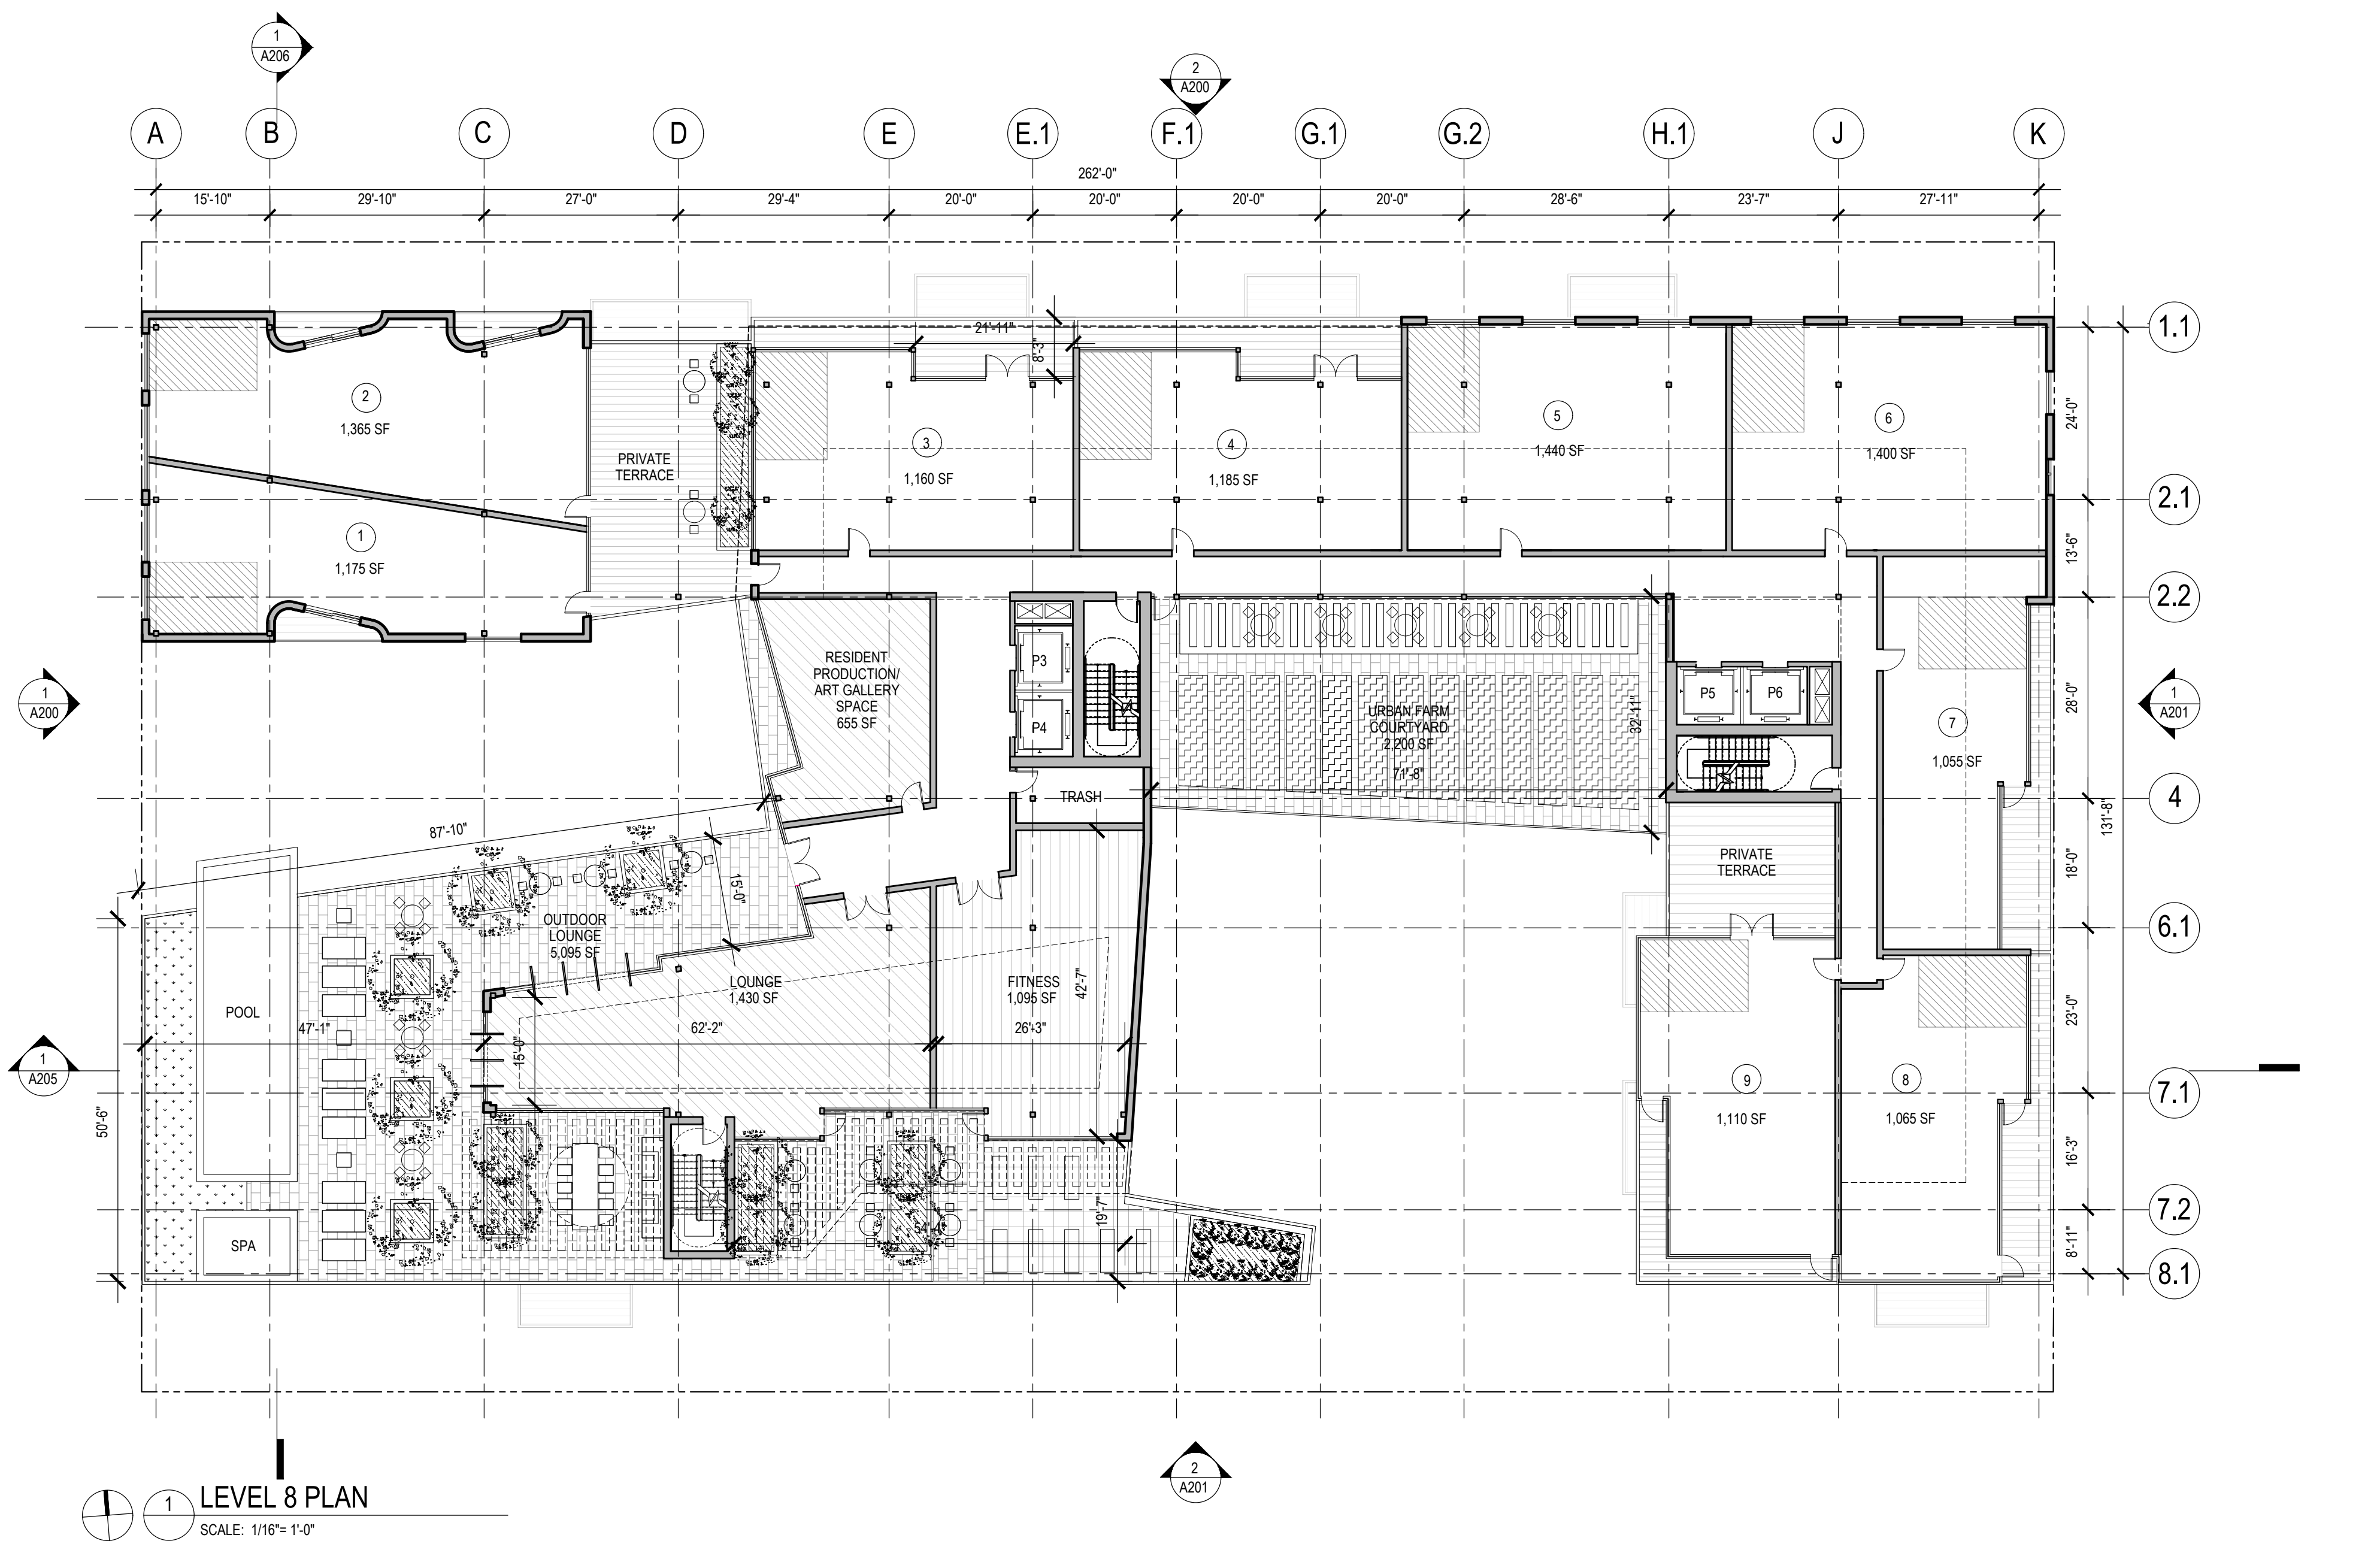 1
A206
2
A200
A
B
C
D
E
E.1
F.1
G.1
G.2
H.1
J
K
262'-0"
15'-10"
29'-10"
27'-0"
29'-4"
20'-0"
20'-0"
20'-0"
20'-0"
28'-6"
23'-7"
27'-11"
1.1
21'-11"
8'-3"
2
1,365 SF
PRIVATE
TERRACE
3
1,160 SF
4
1,185 SF
5
1,440 SF
6
1,400 SF
24'-0"
2.1
1
1,175 SF
13'-6"
2.2
RESIDENT
PRODUCTION/
ART GALLERY
SPACE
655 SF
P3
P4
URBAN FARM
COURTYARD
2,200 SF
71'-8"
32'-11"
P5
P6
7
1,055 SF
28'-0"
1
A200
1
A201
TRASH
4
131'-8"
87'-10"
15'-0"
PRIVATE
TERRACE
18'-0"
OUTDOOR
LOUNGE
5,095 SF
6.1
LOUNGE
1,430 SF
FITNESS
1,095 SF
42'-7"
POOL
47'-1"
15'-0"
62'-2"
26'-3"
23'-0"
1
A205
9
1,110 SF
8
1,065 SF
7.1
50'-6"
16'-3"
19'-7"
7.2
SPA
8'-11"
8.1
2
A201
1
LEVEL 8 PLAN
SCALE: 1/16"= 1'-0"